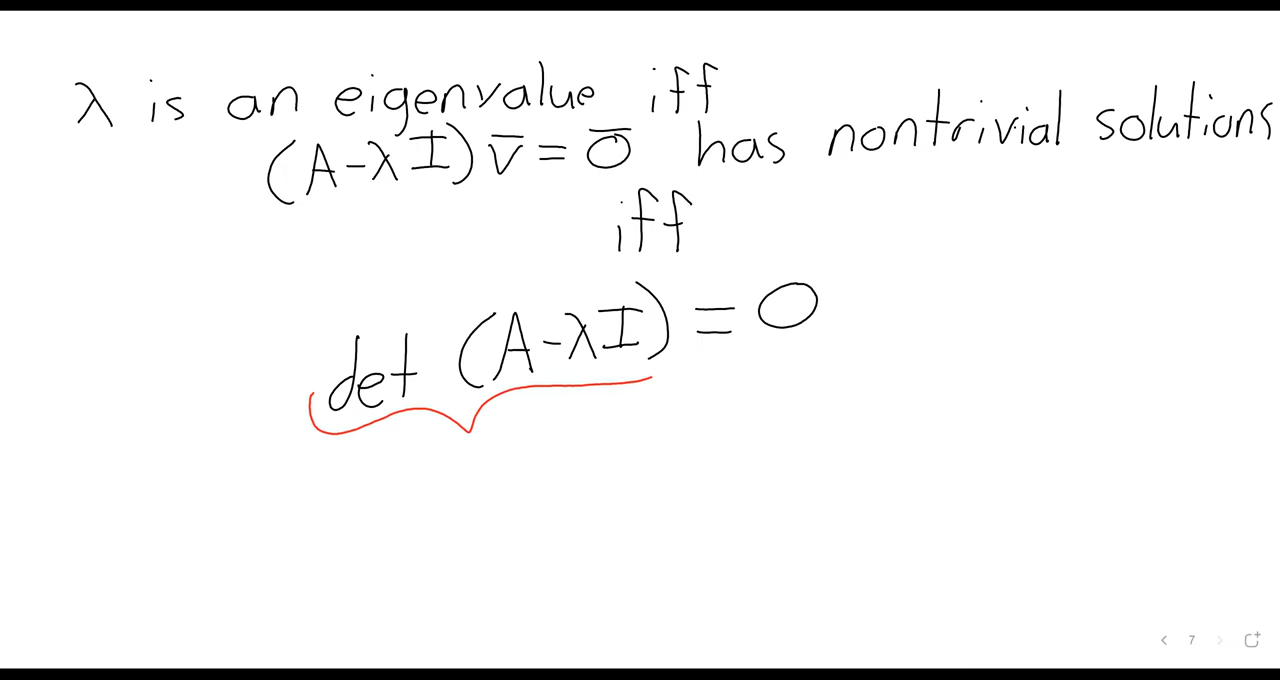 λ is an eigenvalue iff
(A-λI)v̅ = 0̅ has nontrivial solutions
iff
det (A-λI) = 0
< 7 >